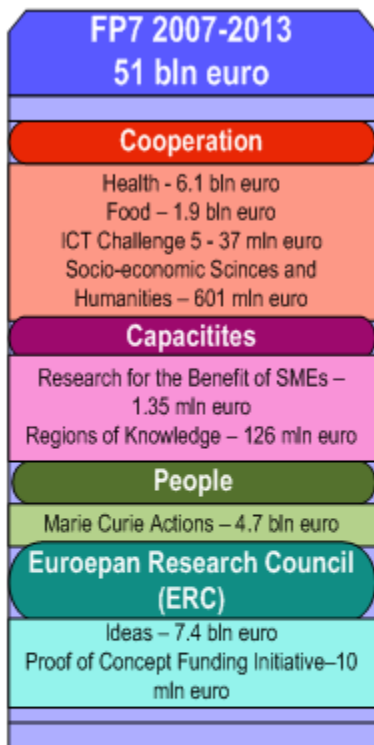 FP7 2007-2013
51 bln euro
Cooperation
Health - 6.1 bln euro
Food – 1.9 bln euro
ICT Challenge 5 - 37 mln euro
Socio-economic Scinces and
Humanities – 601 mln euro
Capacitites
Research for the Benefit of SMEs –
1.35 mln euro
Regions of Knowledge – 126 mln euro
People
Marie Curie Actions – 4.7 bln euro
Euroepan Research Council
(ERC)
Ideas – 7.4 bln euro
Proof of Concept Funding Initiative–10
mln euro